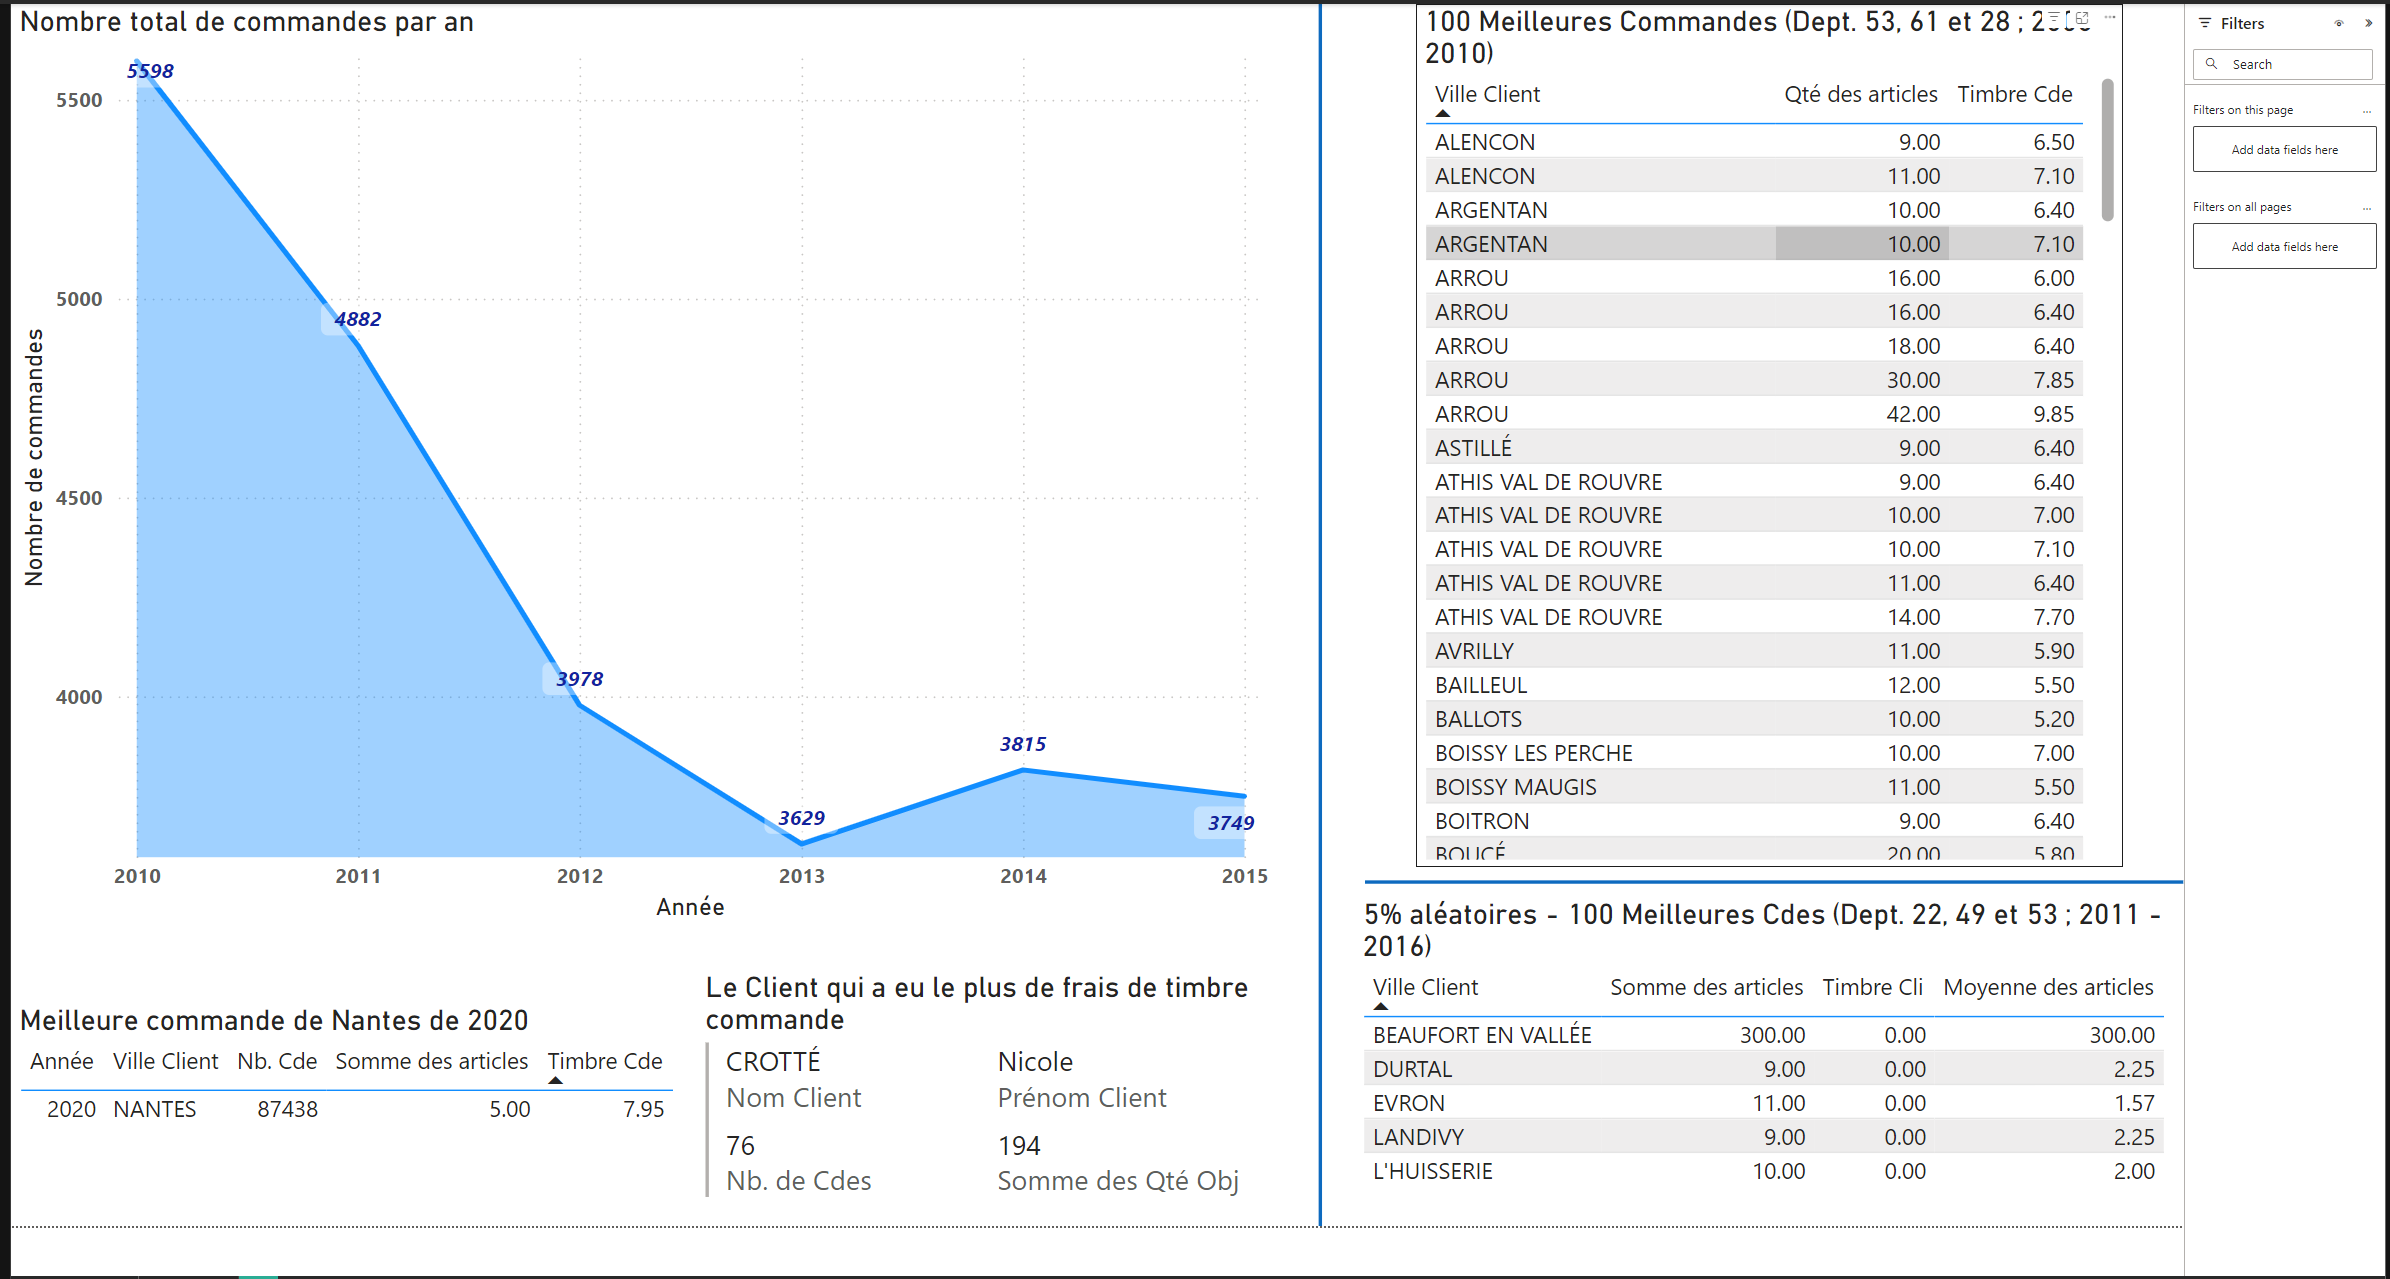 Nombre total de commandes par an
5598
5500
5000
4882
4500
4000
3978
3815
3629
3749
Nombre de commandes
2010 2011 2012 2013 2014 2015
Année
Meilleure commande de Nantes de 2020
Année Ville Client Nb. Cde Somme des articles Timbre Cde
2020 NANTES 87438 5.00 7.95
Le Client qui a eu le plus de frais de timbre
commande
CROTTÉ Nicole
Nom Client Prénom Client
76 194
Nb. de Cdes Somme des Qté Obj
100 Meilleures Commandes (Dept. 53, 61 et 28 ;
2010)
Ville Client Qté des articles Timbre Cde
ALENCON 9.00 6.50
ALENCON 11.00 7.10
ARGENTAN 10.00 6.40
ARGENTAN 10.00 7.10
ARROU 16.00 6.00
ARROU 16.00 6.40
ARROU 18.00 6.40
ARROU 30.00 7.85
ARROU 42.00 9.85
ASTILLÉ 9.00 6.40
ATHIS VAL DE ROUVRE 9.00 6.40
ATHIS VAL DE ROUVRE 10.00 7.00
ATHIS VAL DE ROUVRE 10.00 7.10
ATHIS VAL DE ROUVRE 11.00 6.40
ATHIS VAL DE ROUVRE 14.00 7.70
AVRILLY 11.00 5.90
BAILLEUL 12.00 5.50
BALLOTS 10.00 5.20
BOISSY LES PERCHE 10.00 7.00
BOISSY MAUGIS 11.00 5.50
BOITRON 9.00 6.40
BOUCÉ 20.00 5.80
5% aléatoires - 100 Meilleures Cdes (Dept. 22, 49 et 53 ; 2011 -
2016)
Ville Client Somme des articles Timbre Cli Moyenne des articles
BEAUFORT EN VALLÉE 300.00 0.00 300.00
DURTAL 9.00 0.00 2.25
EVRON 11.00 0.00 1.57
LANDIVY 9.00 0.00 2.25
L'HUISSERIE 10.00 0.00 2.00
Filters
Search
Filters on this page
Add data fields here
Filters on all pages
Add data fields here